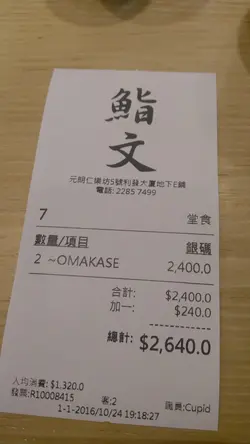 鮨
文
元朗仁樂坊5號利發大廈地下E舖
電話: 2285 7499
7 堂食
數量/項目 銀碼
2 ~OMAKASE 2,400.0
合計: $2,400.0
加一: $240.0
總計: $2,640.0
人均消費: $1,320.0
發票:R10008415 客:2 職員:Cupid
1-1-2016/10/24 19:18:27